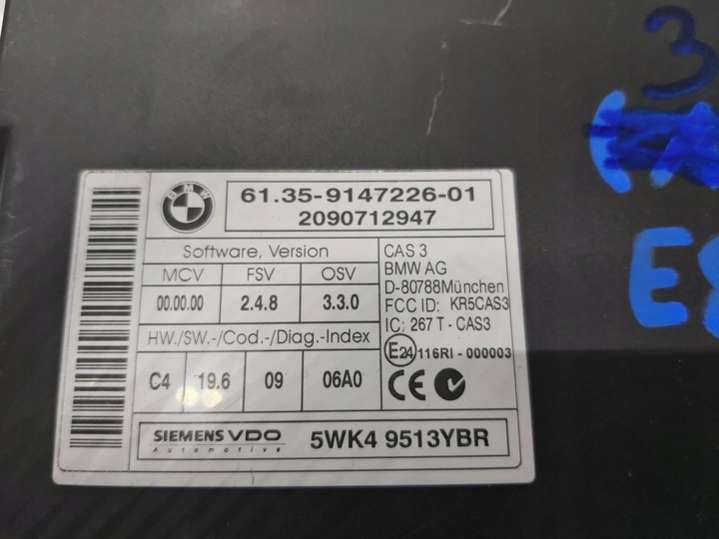 3
E8
BMW
61.35-9147226-01
2090712947
Software, Version
MCV FSV OSV
00.00.00 2.4.8 3.3.0
HW./SW.-/Cod.-/Diag.-Index
C4 19.6 09 06A0
CAS 3
BMW AG
D-80788München
FCC ID: KR5CAS3
IC: 267 T - CAS3
E24 116RI - 000003
CE
SIEMENS VDO
Automotive
5WK4 9513YBR